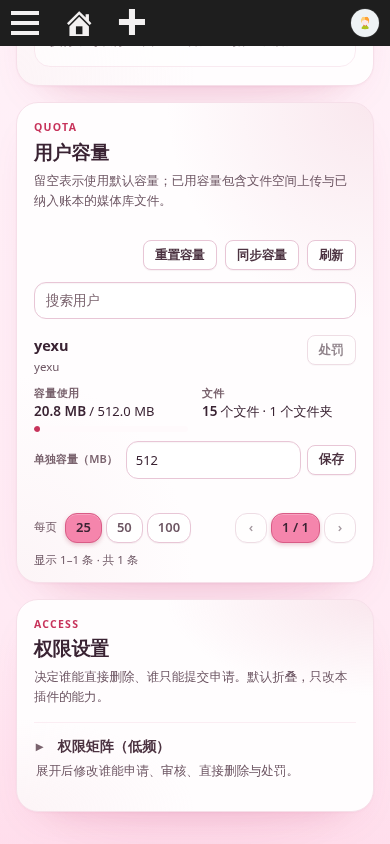 QUOTA
用户容量
留空表示使用默认容量；已用容量包含文件空间上传与已
纳入账本的媒体库文件。
重置容量 同步容量 刷新
搜索用户
yexu 处罚
yexu
容量使用 文件
20.8 MB / 512.0 MB 15 个文件 · 1 个文件夹
单独容量（MB） 512 保存
每页 25 50 100 ‹ 1 / 1 ›
显示 1–1 条 · 共 1 条
ACCESS
权限设置
决定谁能直接删除、谁只能提交申请。默认折叠，只改本
插件的能力。
▶ 权限矩阵（低频）
展开后修改谁能申请、审核、直接删除与处罚。